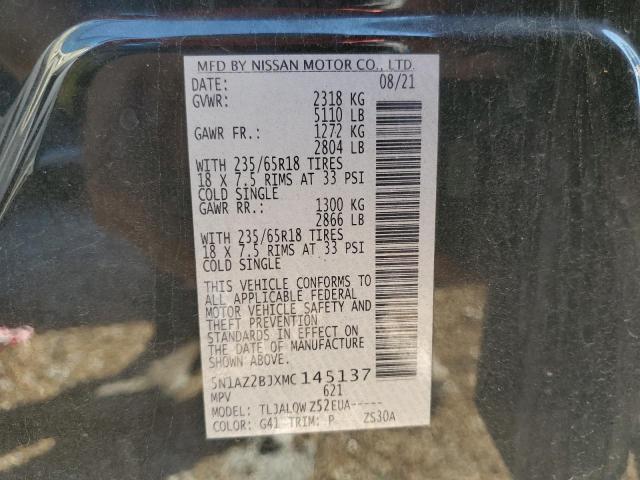 MFD BY NISSAN MOTOR CO., LTD.
DATE: 08/21
GVWR: 2318 KG
5110 LB
GAWR FR.: 1272 KG
2804 LB
WITH 235/65R18 TIRES
18 X 7.5 RIMS AT 33 PSI
COLD SINGLE
GAWR RR.: 1300 KG
2866 LB
WITH 235/65R18 TIRES
18 X 7.5 RIMS AT 33 PSI
COLD SINGLE
THIS VEHICLE CONFORMS TO
ALL APPLICABLE FEDERAL
MOTOR VEHICLE SAFETY AND
THEFT PREVENTION
STANDARDS IN EFFECT ON
THE DATE OF MANUFACTURE
SHOWN ABOVE.
5N1AZ2BJXMC145137
MPV 621
MODEL: TLJALQWZ52EUA-----
COLOR: G41 TRIM: P ZS30A